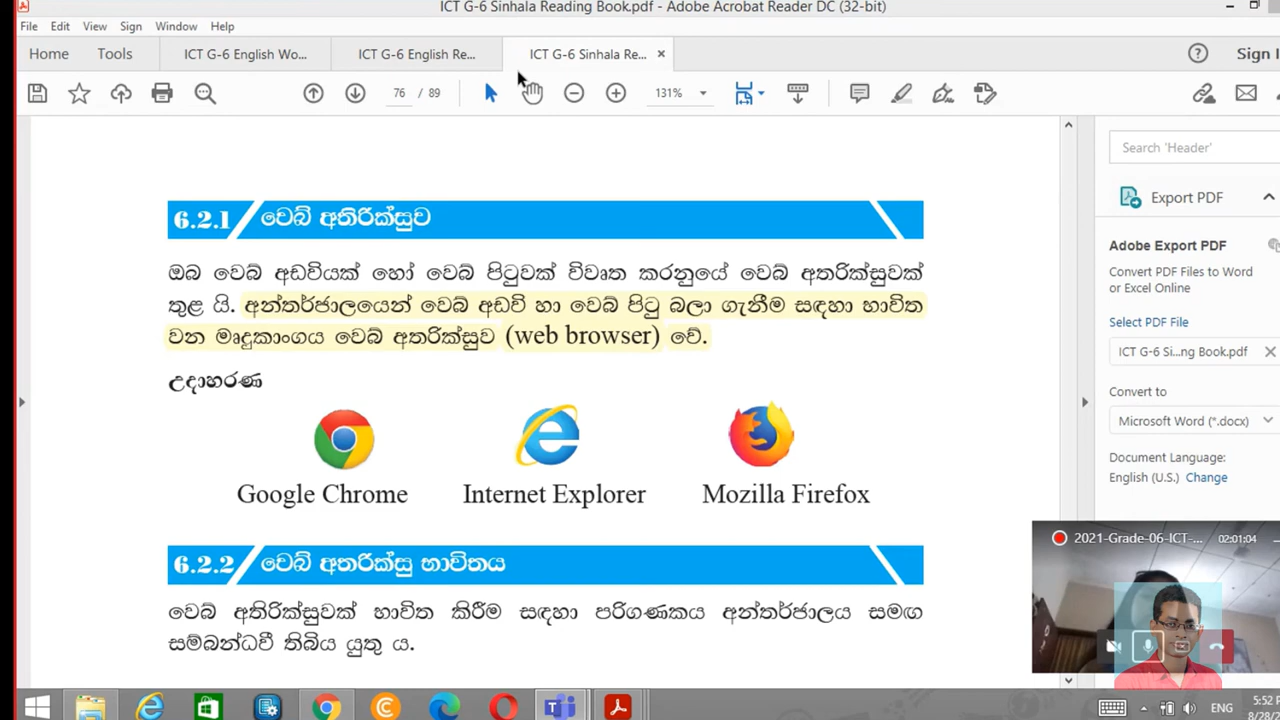 ICT G-6 Sinhala Reading Book.pdf - Adobe Acrobat Reader DC (32-bit)
File Edit View Sign Window Help
Home Tools ICT G-6 English Wo... ICT G-6 English Re... ICT G-6 Sinhala Re... × Sign I
76 / 89 131%
6.2.1 වෙබ් අතිරික්සුව
ඔබ වෙබ් අඩවියක් හෝ වෙබ් පිටුවක් විවෘත කරනුයේ වෙබ් අතරික්සුවක්
තුළ යි. අන්තර්ජාලයෙන් වෙබ් අඩවි හා වෙබ් පිටු බලා ගැනීම සඳහා භාවිත
වන මෘදුකාංගය වෙබ් අතරික්සුව (web browser) වේ.
උදාහරණ
Google Chrome Internet Explorer Mozilla Firefox
6.2.2 වෙබ් අතරික්සු භාවිතය
වෙබ් අතිරික්සුවක් භාවිත කිරීම සඳහා පරිගණකය අන්තර්ජාලය සමඟ
සම්බන්ධවී තිබිය යුතු ය.
Search 'Header'
Export PDF
Adobe Export PDF
Convert PDF Files to Word
or Excel Online
Select PDF File
ICT G-6 Si...ng Book.pdf ×
Convert to
Microsoft Word (*.docx)
Document Language:
English (U.S.) Change
2021-Grade-06-ICT-... 02:01:04
ENG 5:52 P
8/28/2